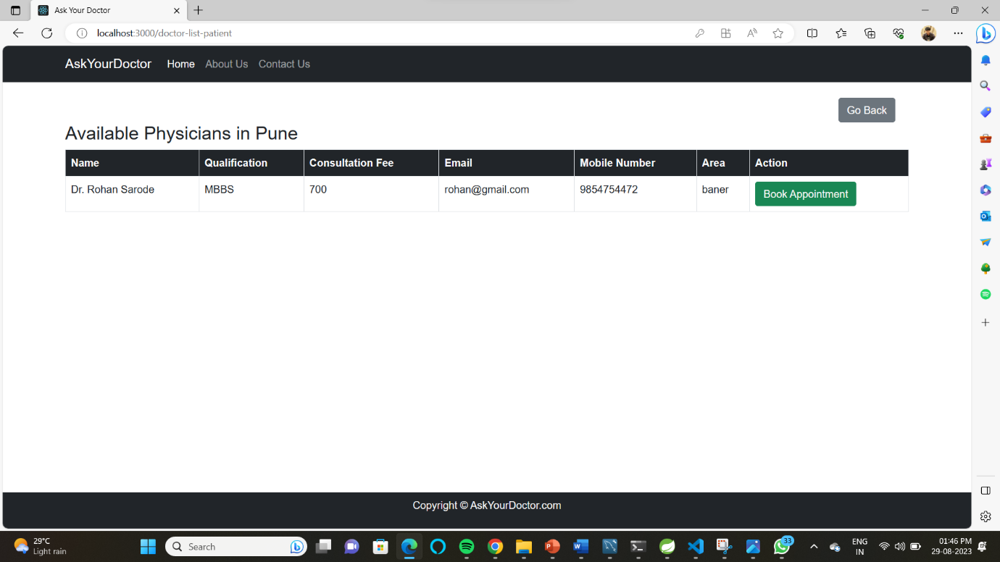 Ask Your Doctor
localhost:3000/doctor-list-patient
AskYourDoctor Home About Us Contact Us
Go Back
Available Physicians in Pune
Name Qualification Consultation Fee Email Mobile Number Area Action
Dr. Rohan Sarode MBBS 700 rohan@gmail.com 9854754472 baner Book Appointment
Copyright © AskYourDoctor.com
29°C
Light rain
Search
33
ENG
IN
01:46 PM
29-08-2023